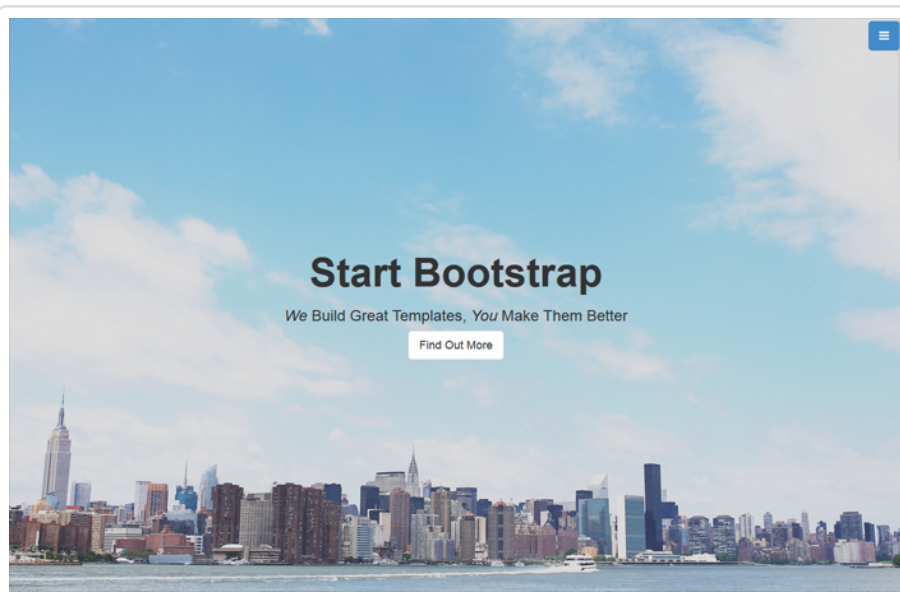 Start Bootstrap
We Build Great Templates, You Make Them Better
Find Out More